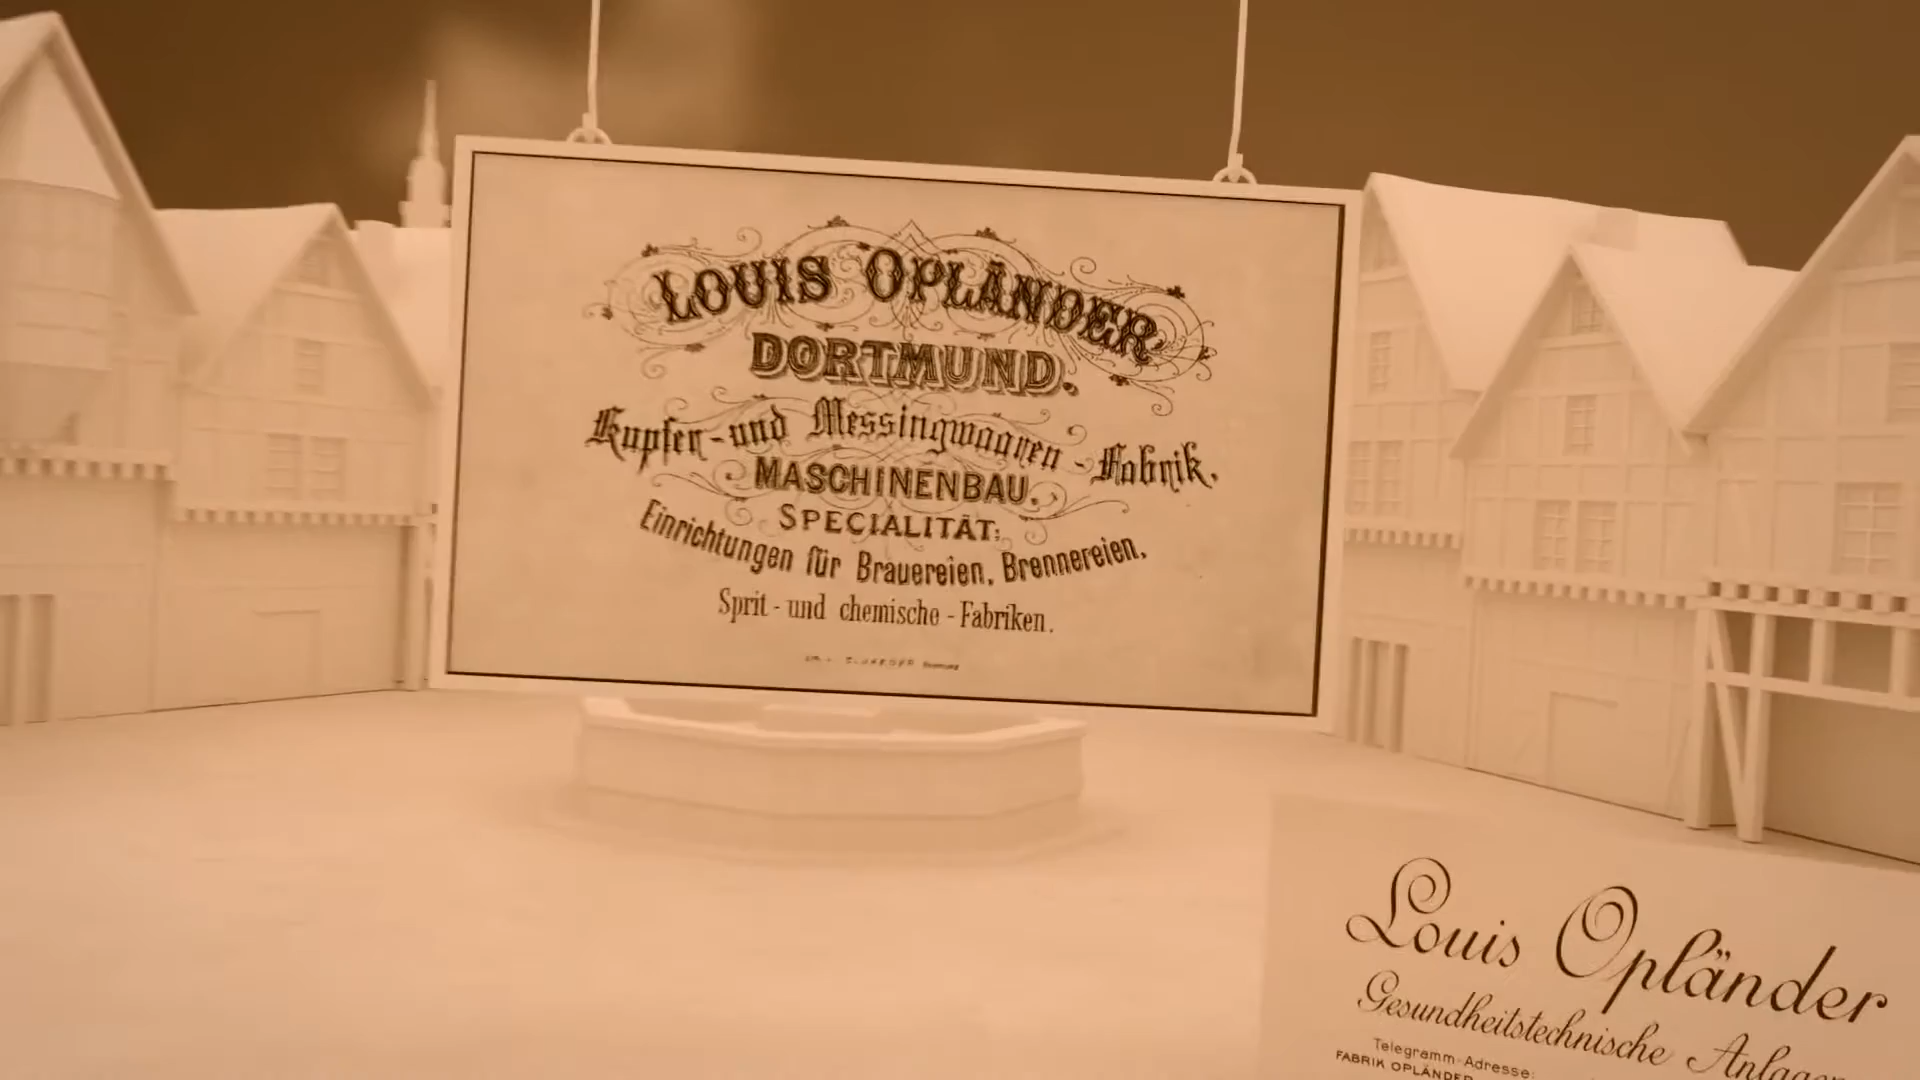 LOUIS OPLÄNDER
DORTMUND.
Kupfer-und Messingwaaren-Fabrik.
MASCHINENBAU.
SPECIALITÄT:
Einrichtungen für Brauereien, Brennereien,
Sprit-und chemische-Fabriken.
Louis Opländer
Gesundheitstechnische Anlagen
Telegramm-Adresse:
FABRIK OPLÄNDER